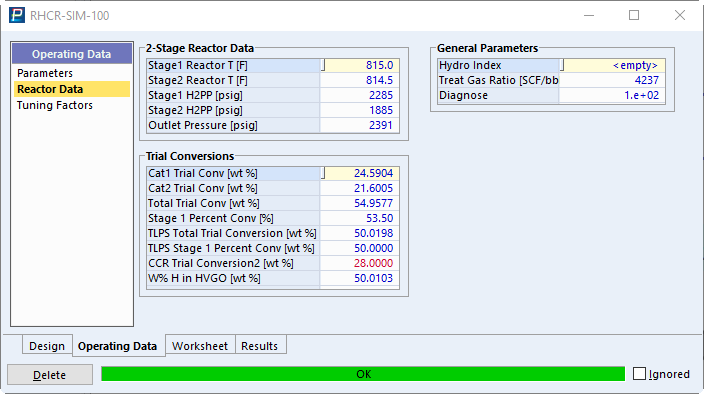 RHCR-SIM-100
Operating Data
Parameters
Reactor Data
Tuning Factors
2-Stage Reactor Data
Stage1 Reactor T [F] 815.0
Stage2 Reactor T [F] 814.5
Stage1 H2PP [psig] 2285
Stage2 H2PP [psig] 1885
Outlet Pressure [psig] 2391
Trial Conversions
Cat1 Trial Conv [wt %] 24.5904
Cat2 Trial Conv [wt %] 21.6005
Total Trial Conv [wt %] 54.9577
Stage 1 Percent Conv [%] 53.50
TLPS Total Trial Conversion [wt %] 50.0198
TLPS Stage 1 Percent Conv [wt %] 50.0000
CCR Trial Conversion2 [wt %] 28.0000
W% H in HVGO [wt %] 50.0103
General Parameters
Hydro Index <empty>
Treat Gas Ratio [SCF/bb 4237
Diagnose 1.e+02
Design Operating Data Worksheet Results
Delete OK Ignored